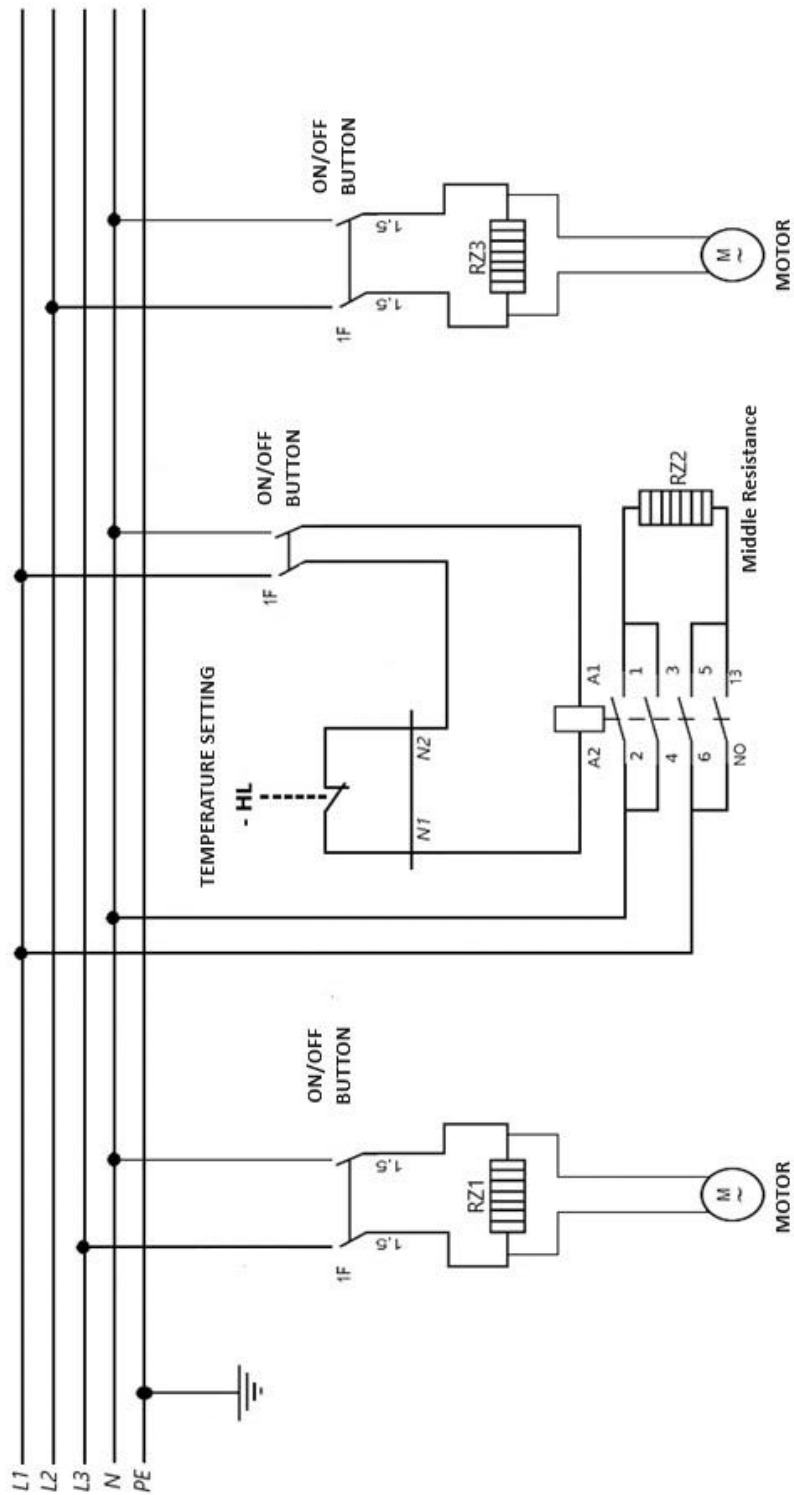 L1
L2
L3
N
PE
ON/OFF
BUTTON
1F
1,5
1,5
RZ1
M
~
MOTOR
TEMPERATURE SETTING
- HL
N1
N2
ON/OFF
BUTTON
1F
A2
A1
2
1
4
3
6
5
NO
13
RZ2
Middle Resistance
ON/OFF
BUTTON
1F
1,5
1,5
RZ3
M
~
MOTOR